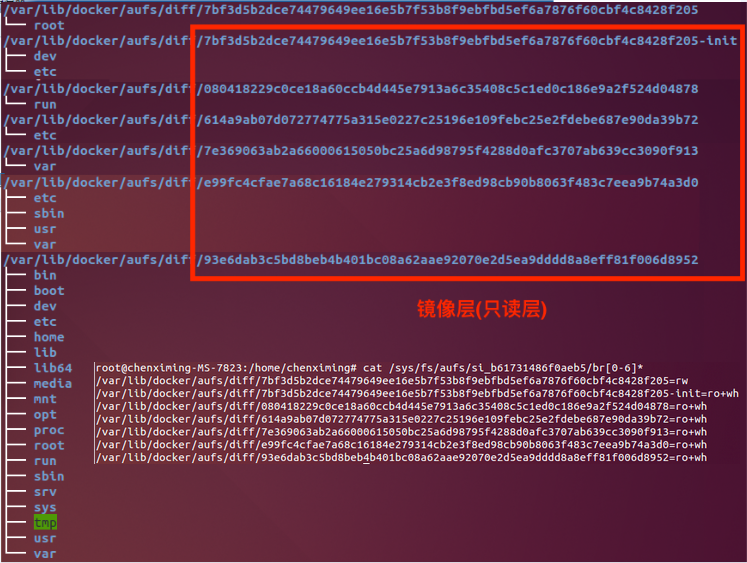 /var/lib/docker/aufs/diff/7bf3d5b2dce74479649ee16e5b7f53b8f9ebfbd5ef6a7876f60cbf4c8428f205
root
/var/lib/docker/aufs/diff/7bf3d5b2dce74479649ee16e5b7f53b8f9ebfbd5ef6a7876f60cbf4c8428f205-init
dev
etc
/var/lib/docker/aufs/diff/080418229c0ce18a60ccb4d445e7913a6c35408c5c1ed0c186e9a2f524d04878
run
/var/lib/docker/aufs/diff/614a9ab07d072774775a315e0227c25196e109febc25e2fdebe687e90da39b72
etc
/var/lib/docker/aufs/diff/7e369063ab2a66000615050bc25a6d98795f4288d0afc3707ab639cc3090f913
var
/var/lib/docker/aufs/diff/e99fc4cfae7a68c16184e279314cb2e3f8ed98cb90b8063f483c7eea9b74a3d0
etc
sbin
usr
var
/var/lib/docker/aufs/diff/93e6dab3c5bd8beb4b401bc08a62aae92070e2d5ea9dddd8a8eff81f006d8952
bin
boot
dev
etc
home
lib
lib64
media
mnt
opt
proc
root
run
sbin
srv
sys
tmp
usr
var
镜像层(只读层)
root@chenximing-MS-7823:/home/chenximing# cat /sys/fs/aufs/si_b61731486f0aeb5/br[0-6]*
/var/lib/docker/aufs/diff/7bf3d5b2dce74479649ee16e5b7f53b8f9ebfbd5ef6a7876f60cbf4c8428f205=rw
/var/lib/docker/aufs/diff/7bf3d5b2dce74479649ee16e5b7f53b8f9ebfbd5ef6a7876f60cbf4c8428f205-init=ro+wh
/var/lib/docker/aufs/diff/080418229c0ce18a60ccb4d445e7913a6c35408c5c1ed0c186e9a2f524d04878=ro+wh
/var/lib/docker/aufs/diff/614a9ab07d072774775a315e0227c25196e109febc25e2fdebe687e90da39b72=ro+wh
/var/lib/docker/aufs/diff/7e369063ab2a66000615050bc25a6d98795f4288d0afc3707ab639cc3090f913=ro+wh
/var/lib/docker/aufs/diff/e99fc4cfae7a68c16184e279314cb2e3f8ed98cb90b8063f483c7eea9b74a3d0=ro+wh
/var/lib/docker/aufs/diff/93e6dab3c5bd8beb4b401bc08a62aae92070e2d5ea9dddd8a8eff81f006d8952=ro+wh